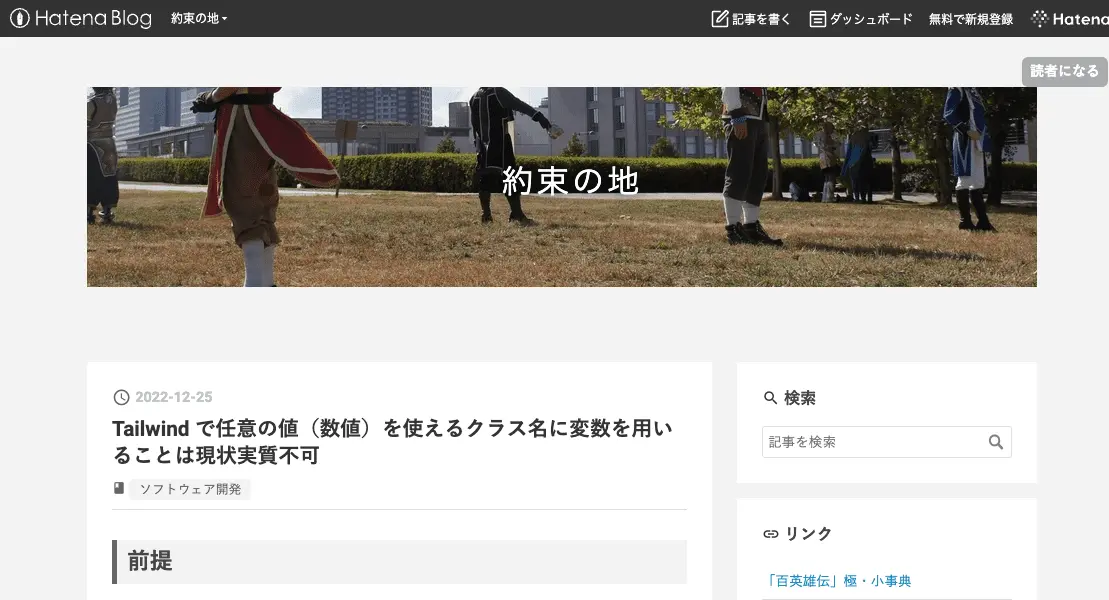 Hatena Blog 約束の地 記事を書く ダッシュボード 無料で新規登録 Hatena
読者になる
約束の地
2022-12-25
Tailwind で任意の値（数値）を使えるクラス名に変数を用い
ることは現状実質不可
ソフトウェア開発
前提
検索
記事を検索
リンク
「百英雄伝」極・小事典